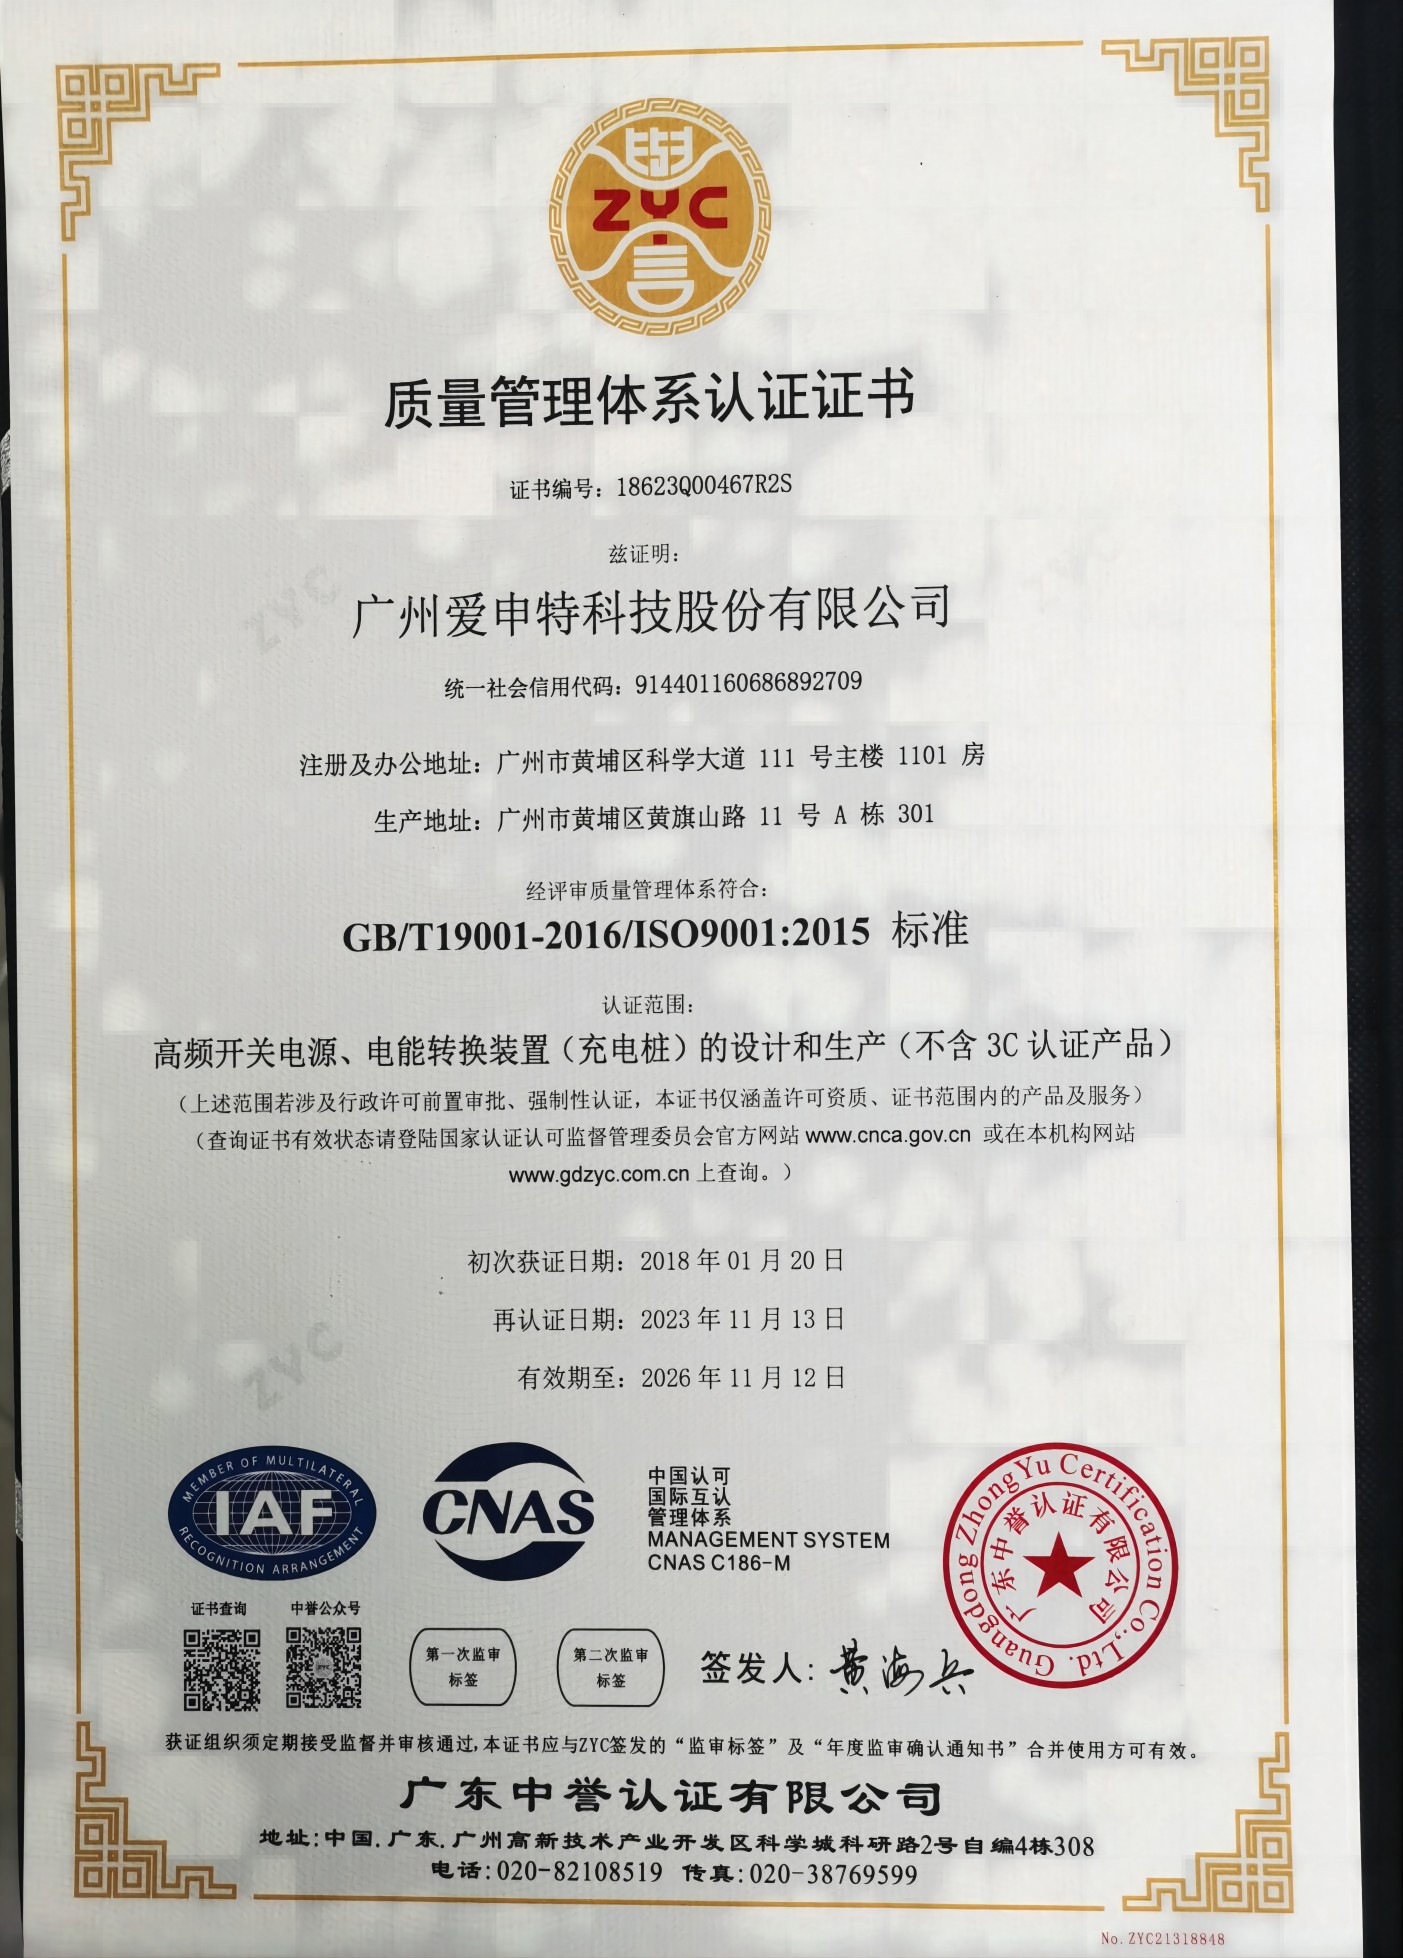 ZYC
质量管理体系认证证书
证书编号：18623Q00467R2S
兹证明：
广州爱申特科技股份有限公司
统一社会信用代码：914401160686892709
注册及办公地址：广州市黄埔区科学大道 111 号主楼 1101 房
生产地址：广州市黄埔区黄旗山路 11 号 A 栋 301
经评审质量管理体系符合：
GB/T19001-2016/ISO9001:2015 标准
认证范围：
高频开关电源、电能转换装置（充电桩）的设计和生产（不含 3C 认证产品）
（上述范围若涉及行政许可前置审批、强制性认证，本证书仅涵盖许可资质、证书范围内的产品及服务）
（查询证书有效状态请登陆国家认证认可监督管理委员会官方网站 www.cnca.gov.cn 或在本机构网站
www.gdzyc.com.cn 上查询。）
ZYC
初次获证日期：2018 年 01 月 20 日
再认证日期：2023 年 11 月 13 日
有效期至：2026 年 11 月 12 日
ZYC
MEMBER OF MULTILATERAL
IAF
RECOGNITION ARRANGEMENT
CNAS
中国认可
国际互认
管理体系
MANAGEMENT SYSTEM
CNAS C186-M
Guangdong ZhongYu Certification Co.,Ltd.
广东中誉认证有限公司
证书查询
中誉公众号
第一次监审
标签
第二次监审
标签
签发人：黄海兵
获证组织须定期接受监督并审核通过,本证书应与ZYC签发的“监审标签”及“年度监审确认通知书”合并使用方可有效。
广东中誉认证有限公司
地址:中国.广东.广州高新技术产业开发区科学城科研路2号自编4栋308
电话:020-82108519 传真:020-38769599
No. ZYC21318848